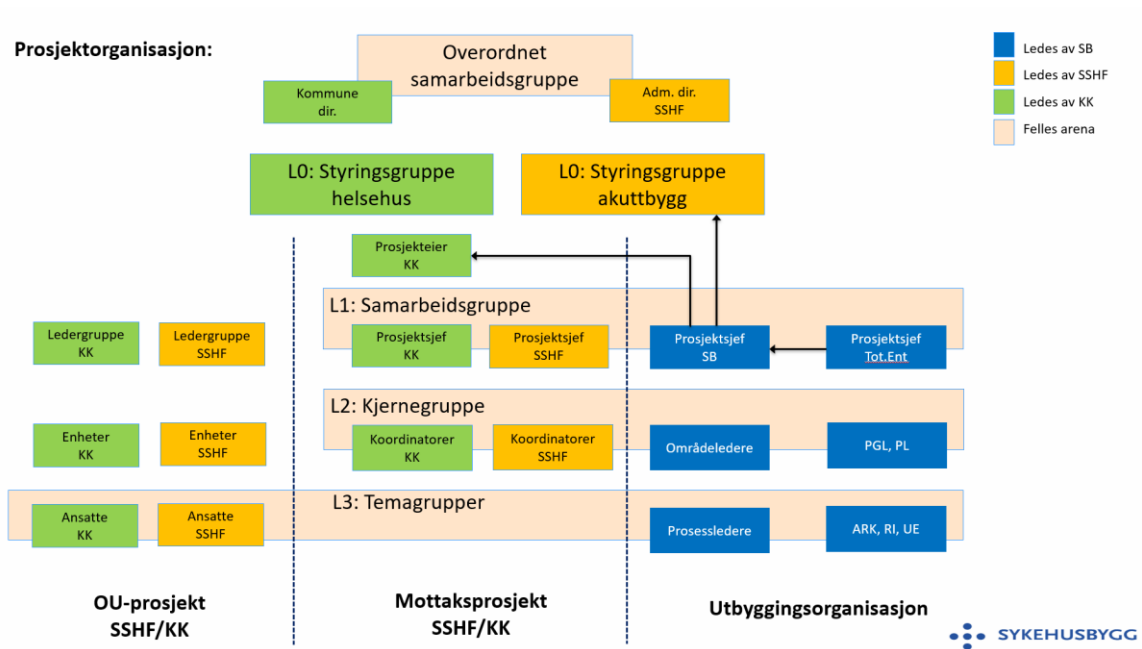 Prosjektorganisasjon:
Overordnet
samarbeidsgruppe
Kommune
dir.
Adm. dir.
SSHF
Ledes av SB
Ledes av SSHF
Ledes av KK
Felles arena
L0: Styringsgruppe
helsehus
L0: Styringsgruppe
akuttbygg
Prosjekteier
KK
L1: Samarbeidsgruppe
Ledergruppe
KK
Ledergruppe
SSHF
Prosjektsjef
KK
Prosjektsjef
SSHF
Prosjektsjef
SB
Prosjektsjef
Tot.Ent
L2: Kjernegruppe
Enheter
KK
Enheter
SSHF
Koordinatorer
KK
Koordinatorer
SSHF
Områdeledere
PGL, PL
L3: Temagrupper
Ansatte
KK
Ansatte
SSHF
Prosessledere
ARK, RI, UE
OU-prosjekt
SSHF/KK
Mottaksprosjekt
SSHF/KK
Utbyggingsorganisasjon
SYKEHUSBYGG